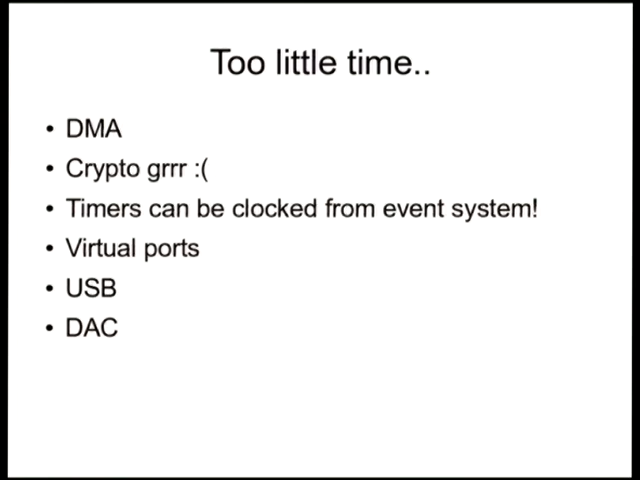 Too little time..
• DMA
• Crypto grrr :(
• Timers can be clocked from event system!
• Virtual ports
• USB
• DAC